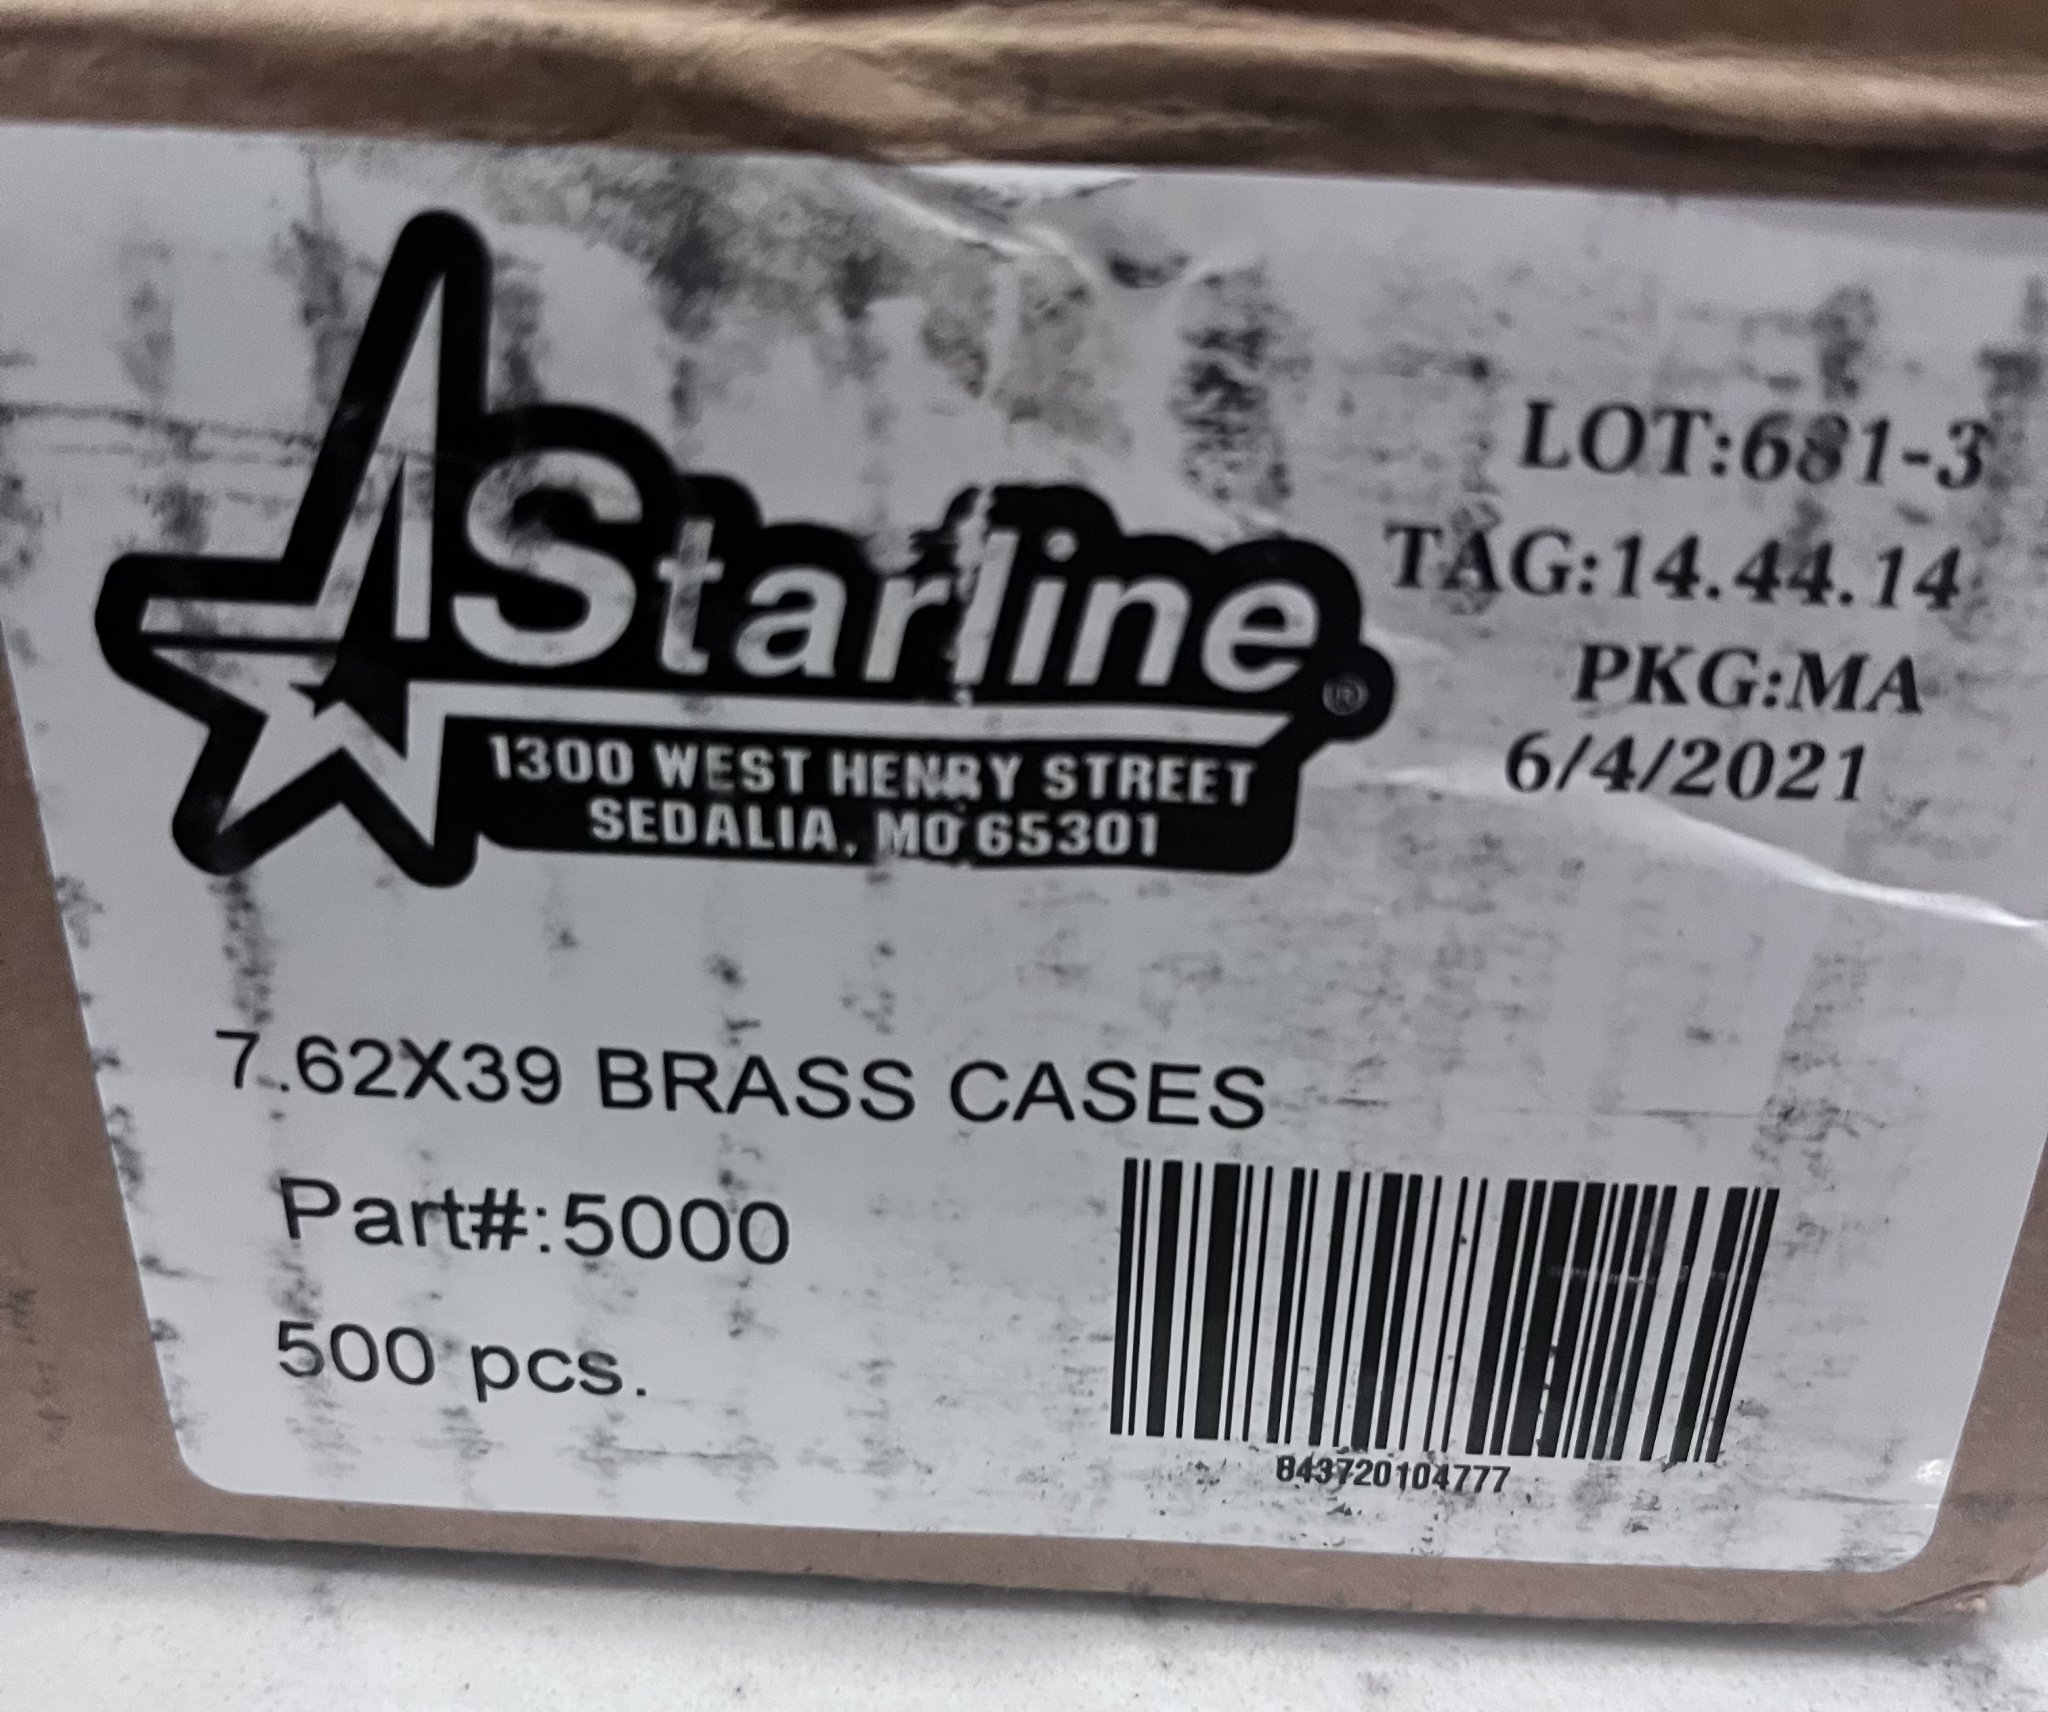 Starline®
1300 WEST HENRY STREET
SEDALIA, MO 65301
LOT:681-3
TAG:14.44.14
PKG:MA
6/4/2021
7.62X39 BRASS CASES
Part#:5000
500 pcs.
843720104777